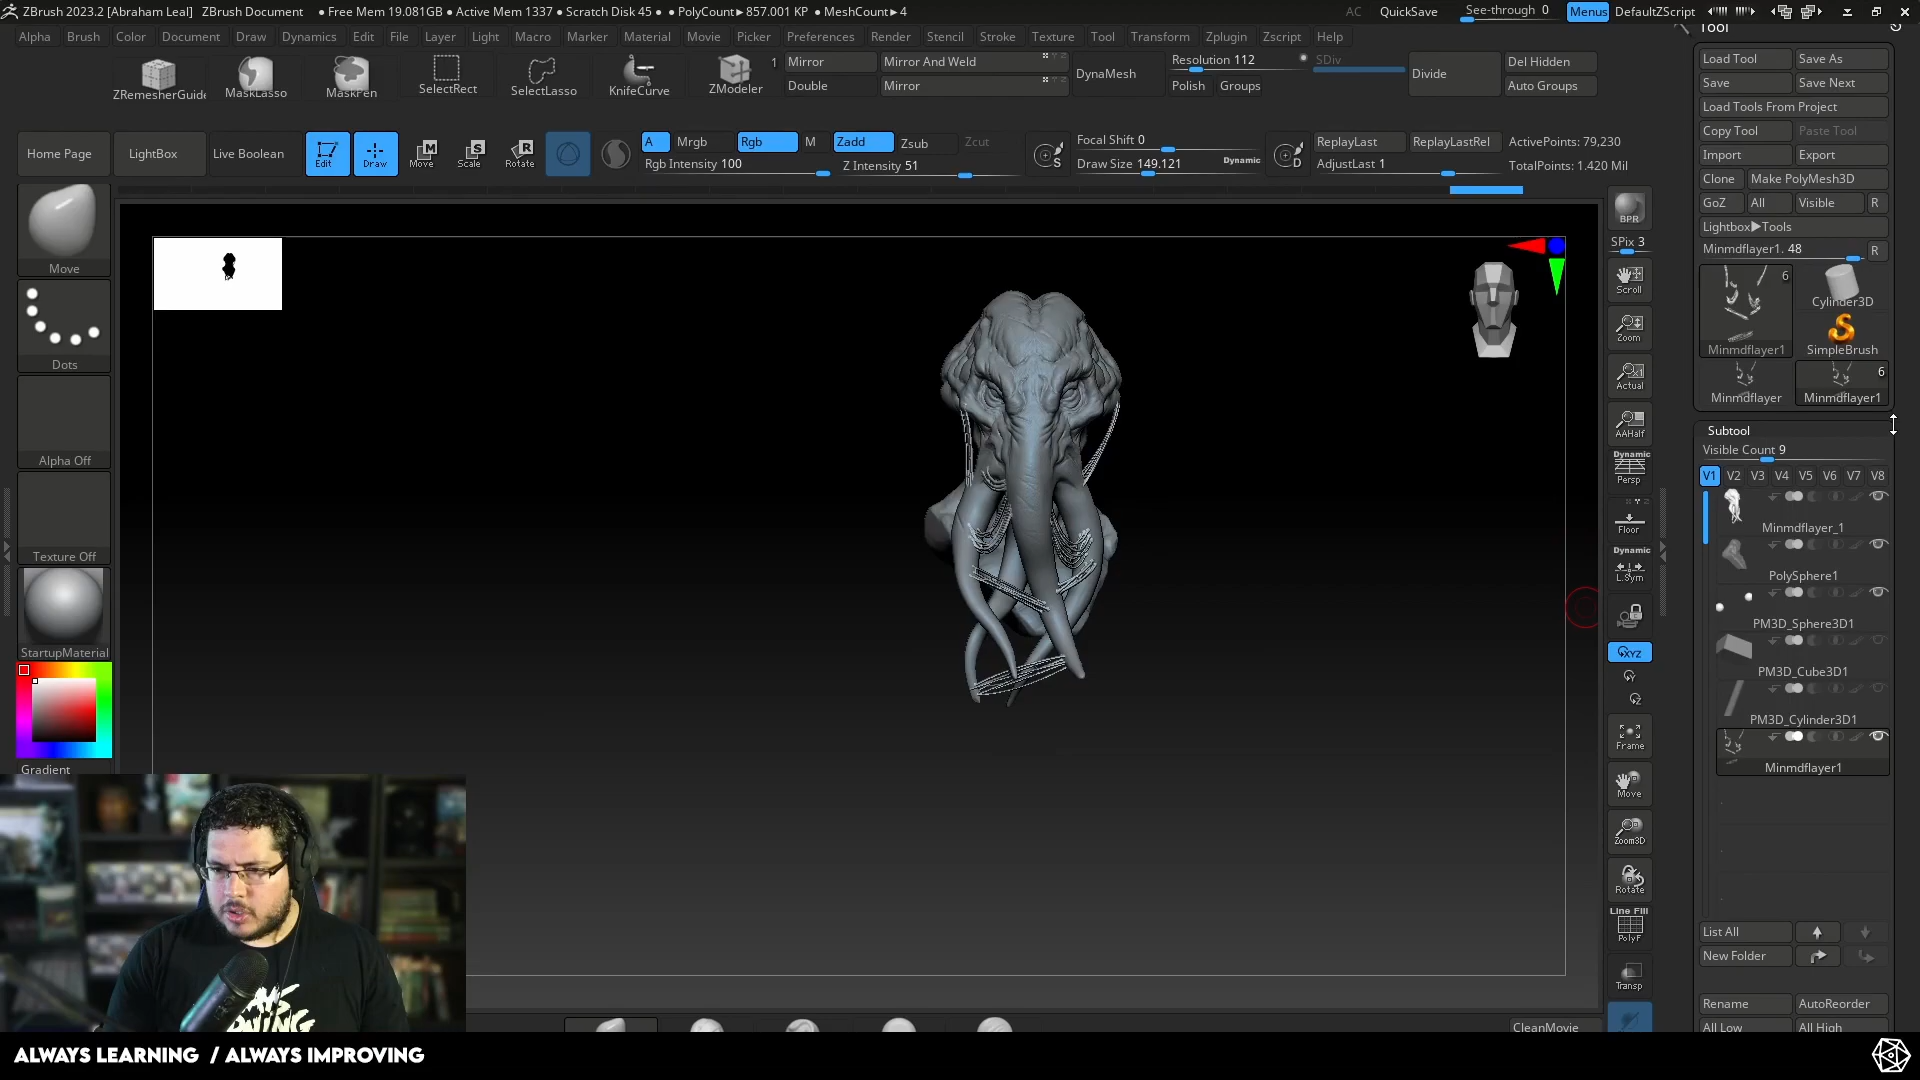 ZBrush 2023.2 [Abraham Leal] ZBrush Document ● Free Mem 19.081GB ● Active Mem 1337 ● Scratch Disk 45 ● ● PolyCount► 857.001 KP ● MeshCount► 4 AC QuickSave See-through 0 Menus DefaultZScript
Alpha Brush Color Document Draw Dynamics Edit File Layer Light Macro Marker Material Movie Picker Preferences Render Stencil Stroke Texture Tool Transform Zplugin Zscript Help
ZRemesherGuide MaskLasso MaskPen SelectRect SelectLasso KnifeCurve ZModeler 1
Mirror Mirror And Weld
Double Mirror
DynaMesh
Resolution 112
Polish Groups
SDiv
Divide
Del Hidden
Auto Groups
Home Page LightBox Live Boolean Edit Draw Move Scale Rotate
A Mrgb Rgb M Zadd Zsub Zcut
Rgb Intensity 100 Z Intensity 51
S
Focal Shift 0
Draw Size 149.121 Dynamic
D
ReplayLast ReplayLastRel
AdjustLast 1
ActivePoints: 79,230
TotalPoints: 1.420 Mil
Move
Dots
Alpha Off
Texture Off
StartupMaterial
Gradient
BPR
SPix 3
Scroll
Zoom
Actual
AAHalf
Dynamic
Persp
Floor
Dynamic
L.Sym
XYZ
Frame
Move
Zoom3D
Rotate
Line Fill
PolyF
Transp
Tool
Load Tool Save As
Save Save Next
Load Tools From Project
Copy Tool Paste Tool
Import Export
Clone Make PolyMesh3D
GoZ All Visible R
Lightbox►Tools
Minmdflayer1. 48 R
6
Minmdflayer1
Cylinder3D
SimpleBrush
Minmdflayer
6
Minmdflayer1
Subtool
Visible Count 9
V1 V2 V3 V4 V5 V6 V7 V8
Minmdflayer_1
PolySphere1
PM3D_Sphere3D1
PM3D_Cube3D1
PM3D_Cylinder3D1
Minmdflayer1
List All
New Folder
Rename AutoReorder
All Low All High
CleanMovie
ALWAYS LEARNING / ALWAYS IMPROVING